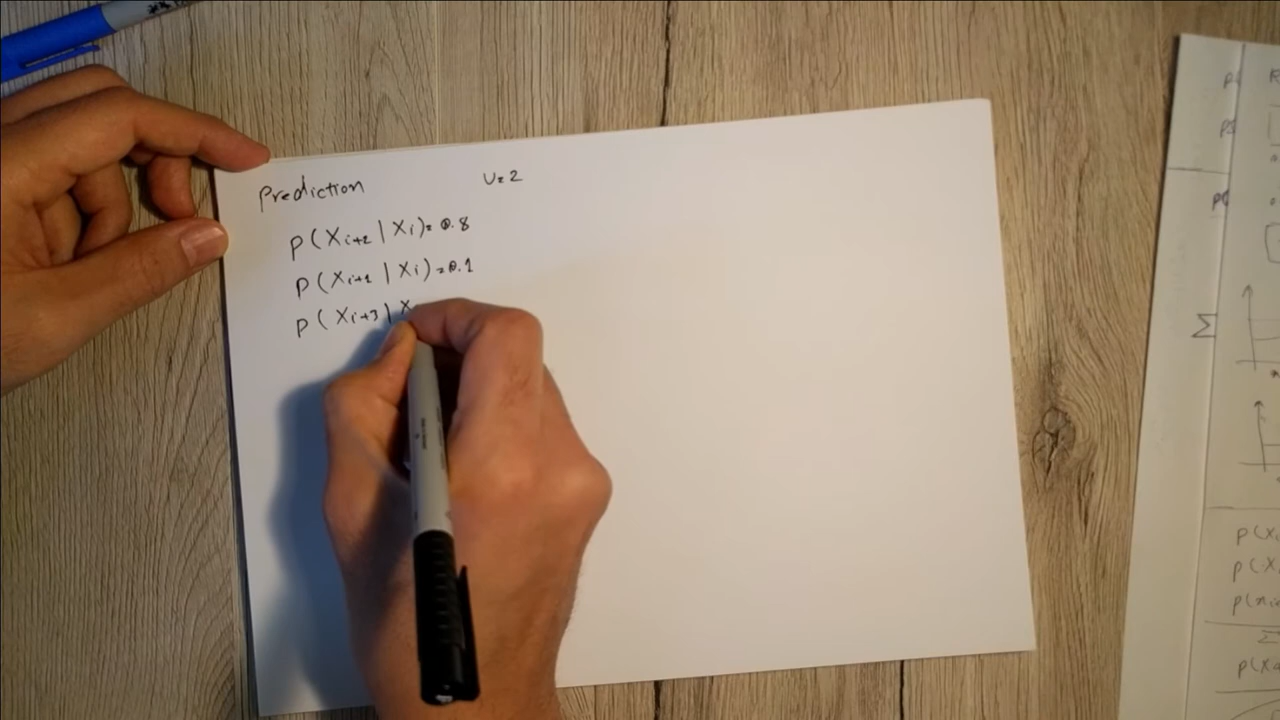 Prediction U=2
P(Xi+2 | Xi)=0.8
P(Xi+1 | Xi)=0.1
P(Xi+3) X
Σ
P(X
P(X
P(X